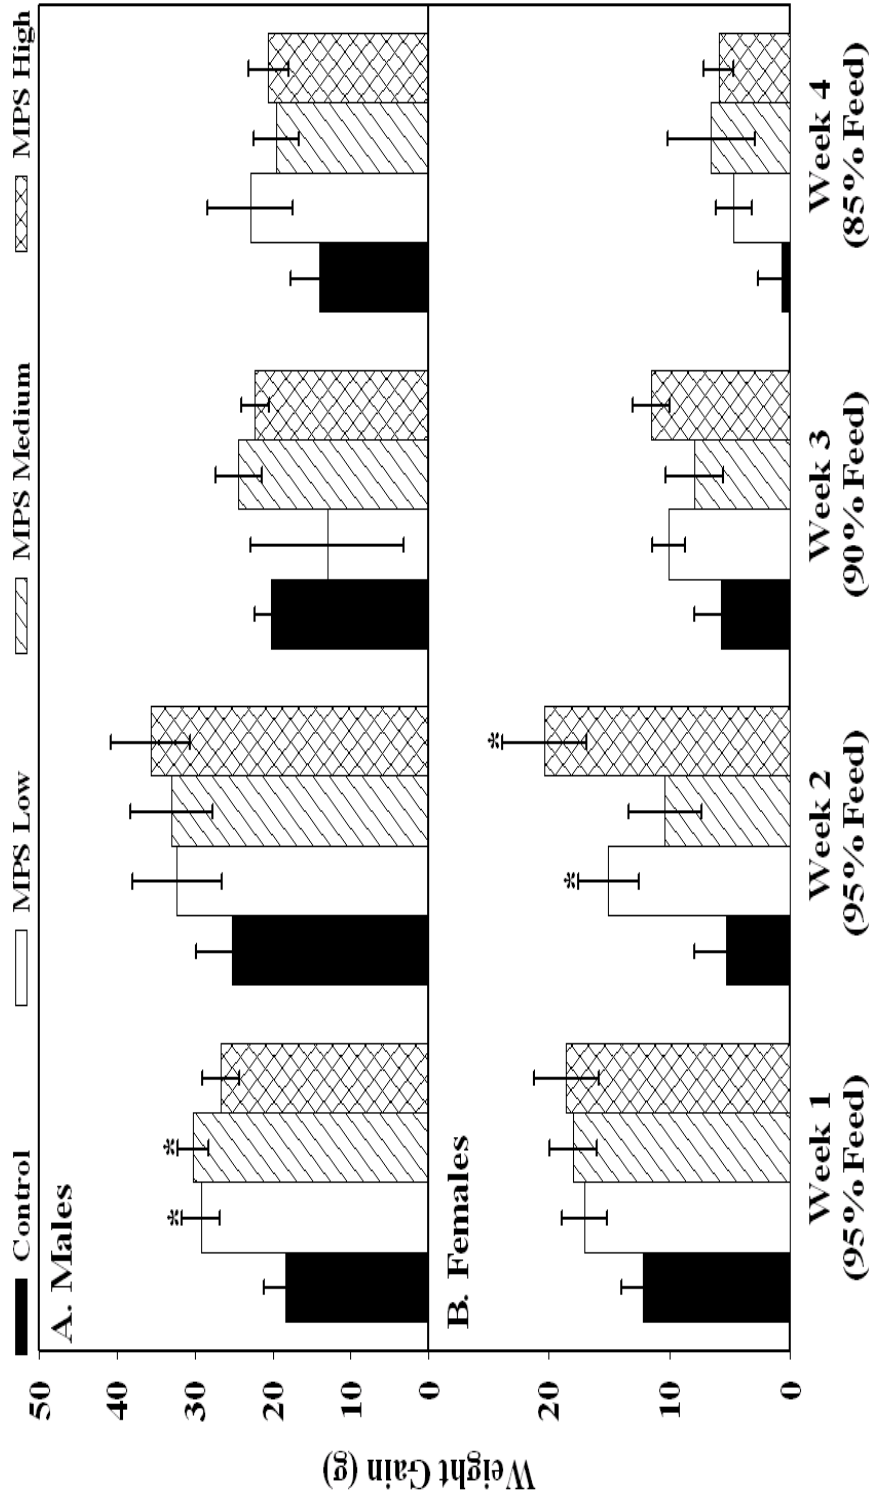 Control MPS Low MPS Medium MPS High
A. Males
50
40
30
20
10
0
* *
Weight Gain (g)
B. Females
20
10
0
* *
Week 1 Week 2 Week 3 Week 4
(95% Feed) (95% Feed) (90% Feed) (85% Feed)